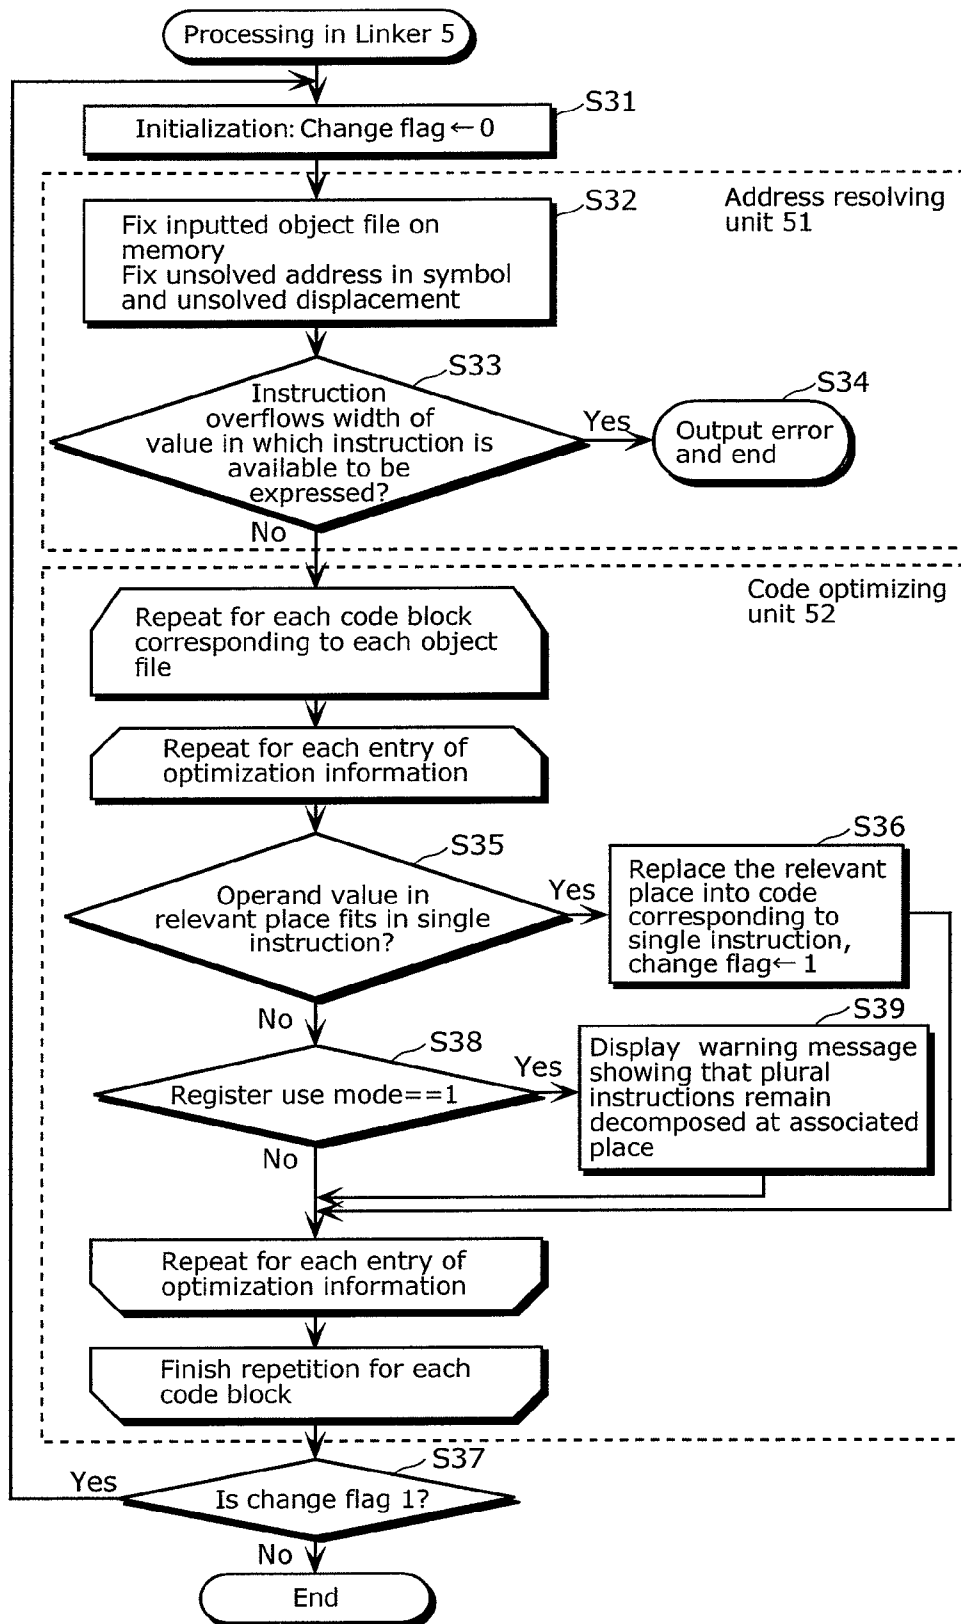 Processing in Linker 5
S31
Initialization: Change flag ← 0
S32
Address resolving
unit 51
Fix inputted object file on
memory
Fix unsolved address in symbol
and unsolved displacement
S33
Instruction
overflows width of
value in which instruction is
available to be
expressed?
Yes
S34
Output error
and end
No
Code optimizing
unit 52
Repeat for each code block
corresponding to each object
file
Repeat for each entry of
optimization information
S35
Operand value in
relevant place fits in single
instruction?
Yes
S36
Replace the relevant
place into code
corresponding to
single instruction,
change flag ← 1
No
S38
Register use mode==1
Yes
S39
Display warning message
showing that plural
instructions remain
decomposed at associated
place
No
Repeat for each entry of
optimization information
Finish repetition for each
code block
S37
Yes
Is change flag 1?
No
End